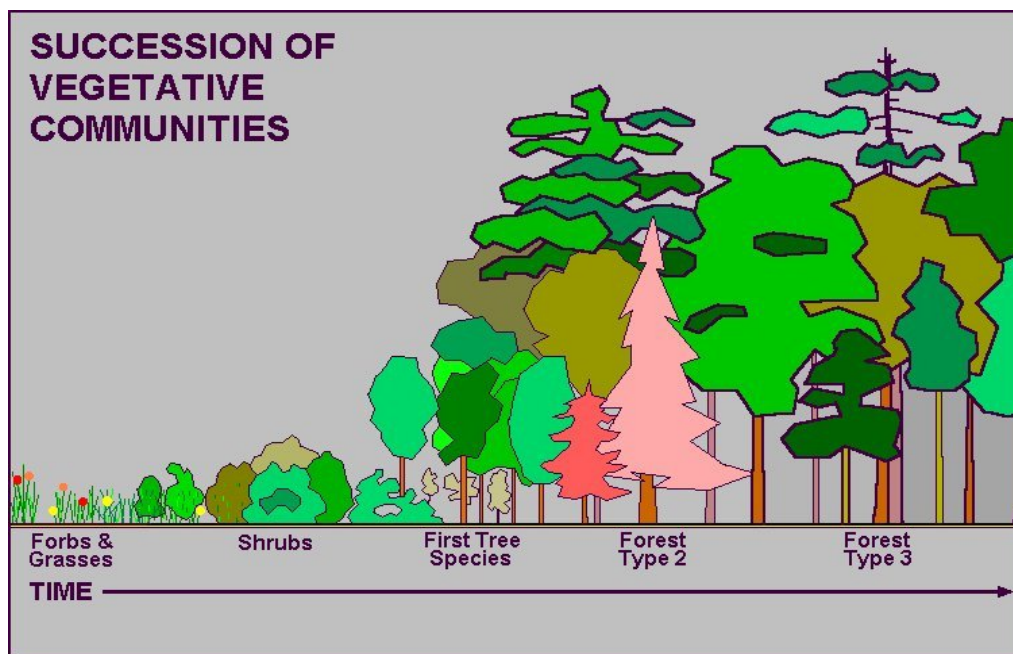 SUCCESSION OF
VEGETATIVE
COMMUNITIES
Forbs &
Grasses
Shrubs
First Tree
Species
Forest
Type 2
Forest
Type 3
TIME